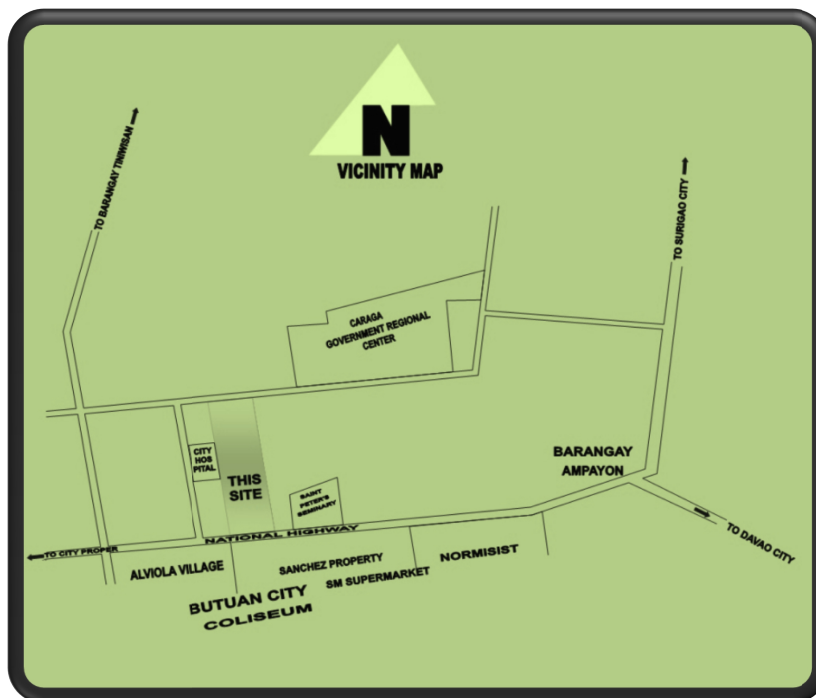 N
VICINITY MAP
TO BARANGAY TINIWISAN
TO SURIGAO CITY
CARAGA
GOVERNMENT REGIONAL
CENTER
CITY
HOS
PITAL
THIS
SITE
SAINT
PETER'S
SEMINARY
BARANGAY
AMPAYON
NATIONAL HIGHWAY
TO CITY PROPER
TO DAVAO CITY
ALVIOLA VILLAGE
SANCHEZ PROPERTY
NORMISIST
SM SUPERMARKET
BUTUAN CITY
COLISEUM